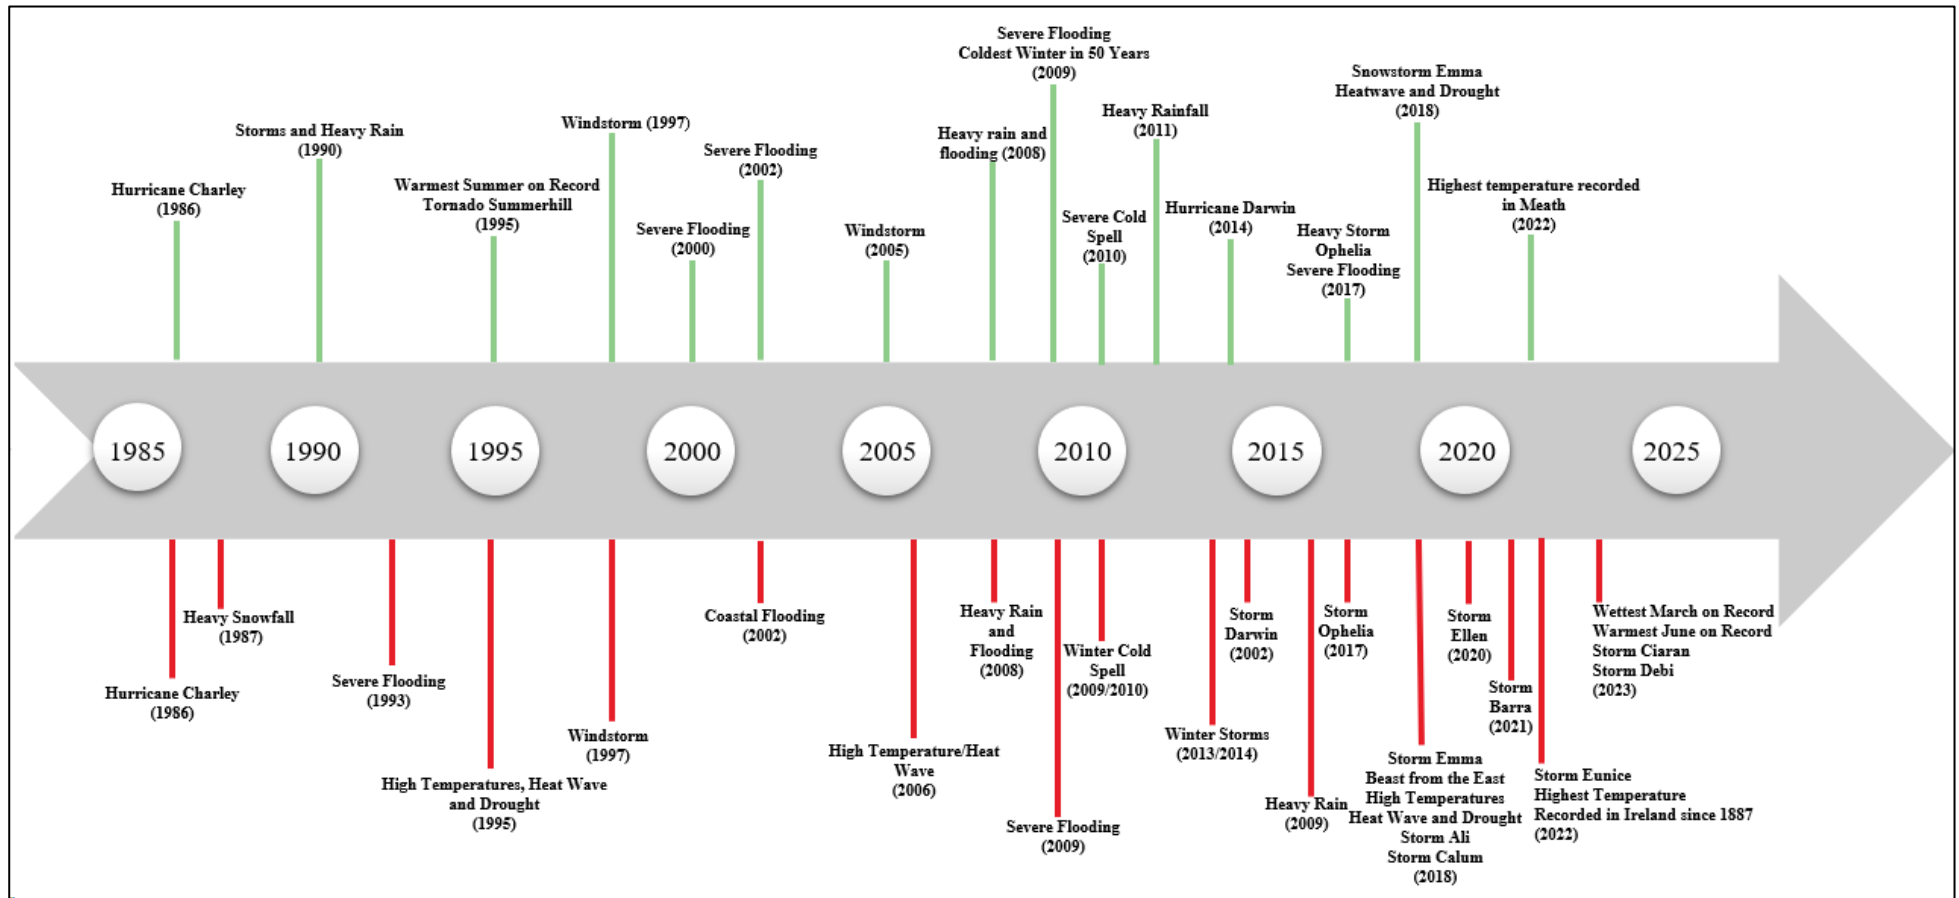 Severe Flooding
Coldest Winter in 50 Years
(2009)
Snowstorm Emma
Heatwave and Drought
(2018)
Heavy Rainfall
(2011)
Windstorm (1997)
Storms and Heavy Rain
(1990)
Heavy rain and
flooding (2008)
Severe Flooding
(2002)
Hurricane Charley
(1986)
Warmest Summer on Record
Tornado Summerhill
(1995)
Highest temperature recorded
in Meath
(2022)
Severe Flooding
(2000)
Windstorm
(2005)
Severe Cold
Spell
(2010)
Hurricane Darwin
(2014)
Heavy Storm
Ophelia
Severe Flooding
(2017)
1985
1990
1995
2000
2005
2010
2015
2020
2025
Hurricane Charley
(1986)
Heavy Snowfall
(1987)
Severe Flooding
(1993)
High Temperatures, Heat Wave
and Drought
(1995)
Windstorm
(1997)
Coastal Flooding
(2002)
High Temperature/Heat
Wave
(2006)
Heavy Rain
and
Flooding
(2008)
Severe Flooding
(2009)
Winter Cold
Spell
(2009/2010)
Winter Storms
(2013/2014)
Storm
Darwin
(2002)
Heavy Rain
(2009)
Storm
Ophelia
(2017)
Storm Emma
Beast from the East
High Temperatures
Heat Wave and Drought
Storm Ali
Storm Calum
(2018)
Storm
Ellen
(2020)
Storm
Barra
(2021)
Storm Eunice
Highest Temperature
Recorded in Ireland since 1887
(2022)
Wettest March on Record
Warmest June on Record
Storm Ciaran
Storm Debi
(2023)